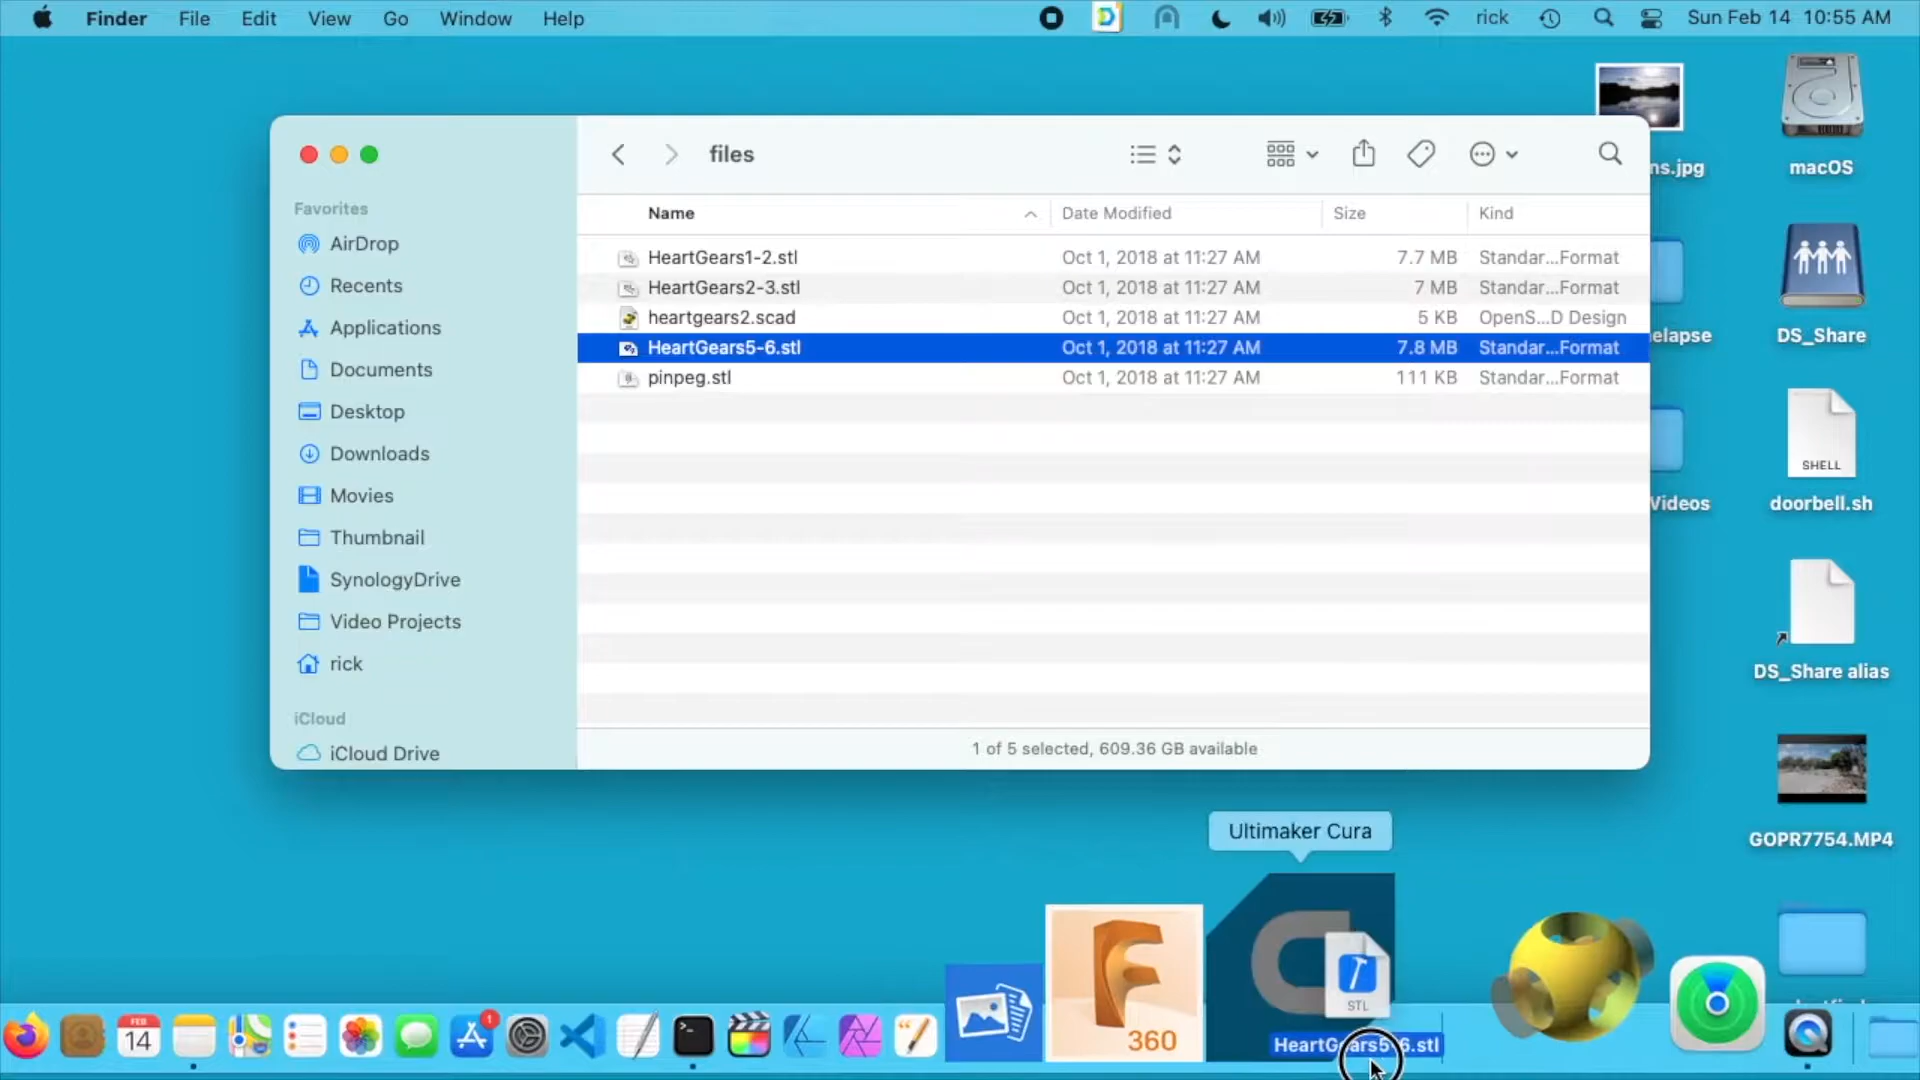 Finder File Edit View Go Window Help rick Sun Feb 14 10:55 AM
files
Favorites
AirDrop
Recents
Applications
Documents
Desktop
Downloads
Movies
Thumbnail
SynologyDrive
Video Projects
rick
iCloud
iCloud Drive
Name Date Modified Size Kind
HeartGears1-2.stl Oct 1, 2018 at 11:27 AM 7.7 MB Standar...Format
HeartGears2-3.stl Oct 1, 2018 at 11:27 AM 7 MB Standar...Format
heartgears2.scad Oct 1, 2018 at 11:27 AM 5 KB OpenS...D Design
HeartGears5-6.stl Oct 1, 2018 at 11:27 AM 7.8 MB Standar...Format
pinpeg.stl Oct 1, 2018 at 11:27 AM 111 KB Standar...Format
1 of 5 selected, 609.36 GB available
ns.jpg
elapse
Videos
macOS
DS_Share
SHELL
doorbell.sh
DS_Share alias
GOPR7754.MP4
Ultimaker Cura
STL
HeartGears5-6.stl
FEB
14
1
360